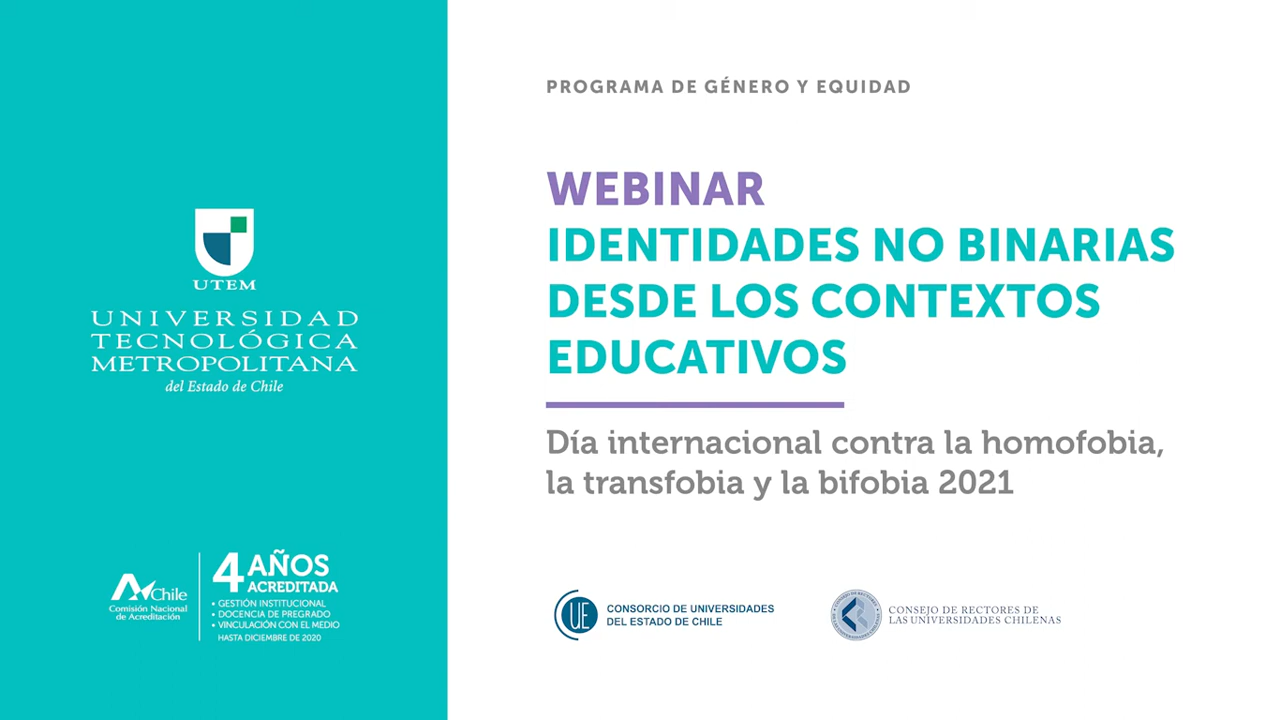 UTEM
UNIVERSIDAD
TECNOLÓGICA
METROPOLITANA
del Estado de Chile
Chile
Comisión Nacional
de Acreditación
4 AÑOS
ACREDITADA
• GESTIÓN INSTITUCIONAL
• DOCENCIA DE PREGRADO
• VINCULACIÓN CON EL MEDIO
HASTA DICIEMBRE DE 2020
PROGRAMA DE GÉNERO Y EQUIDAD
WEBINAR
IDENTIDADES NO BINARIAS
DESDE LOS CONTEXTOS
EDUCATIVOS
Día internacional contra la homofobia,
la transfobia y la bifobia 2021
UE
CONSORCIO DE UNIVERSIDADES
DEL ESTADO DE CHILE
CONSEJO DE RECTORES DE
LAS UNIVERSIDADES CHILENAS